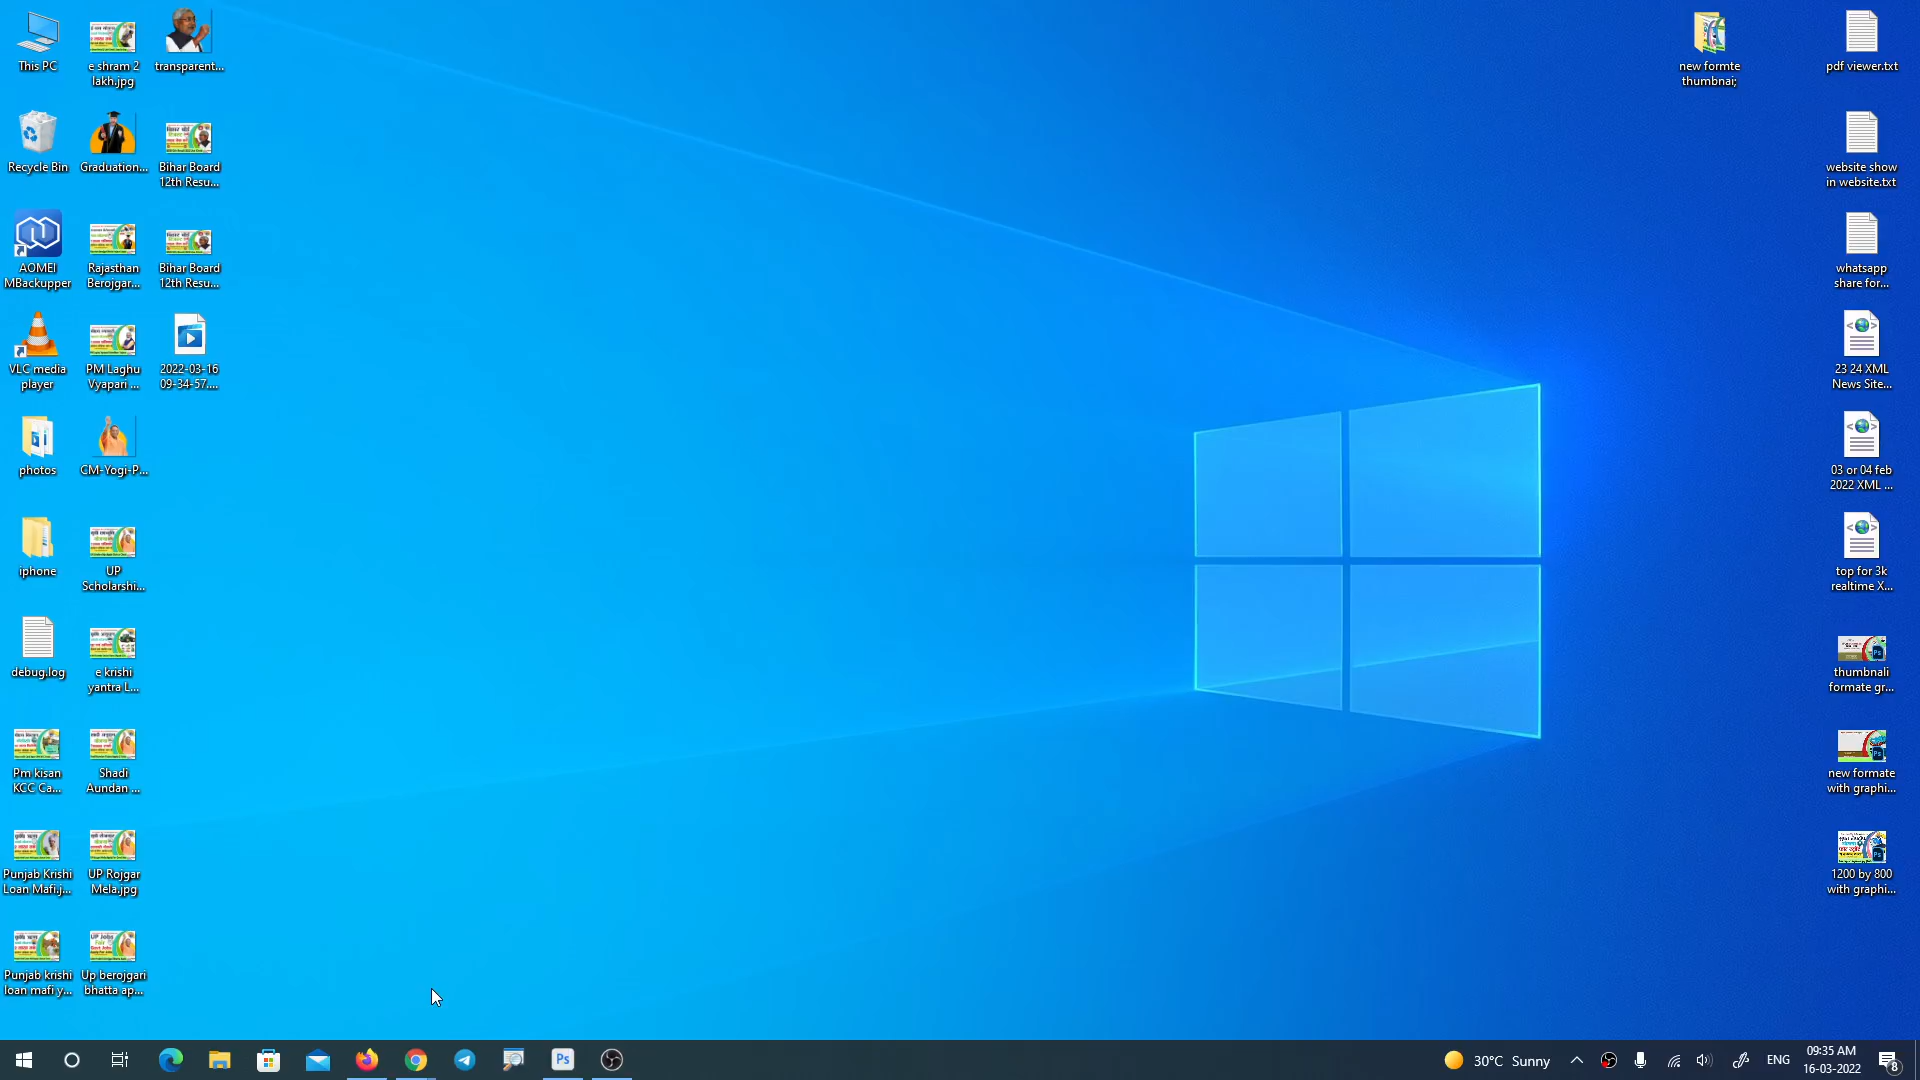 This PC
e shram 2
lakh.jpg
transparent...
Recycle Bin
Graduation...
Bihar Board
12th Resu...
AOMEI
MBackupper
Rajasthan
Berojgar...
Bihar Board
12th Resu...
VLC media
player
PM Laghu
Vyapari ...
2022-03-16
09-34-57....
photos
CM-Yogi-P...
iphone
UP
Scholarshi...
debug.log
e krishi
yantra L...
Pm kisan
KCC Ca...
Shadi
Aundan ...
Punjab Krishi
Loan Mafi.j...
UP Rojgar
Mela.jpg
Punjab krishi
loan mafi y...
Up berojgari
bhatta ap...
new formte
thumbnai;
pdf viewer.txt
website show
in website.txt
whatsapp
share for...
23 24 XML
News Site...
03 or 04 feb
2022 XML ...
top for 3k
realtime X...
thumbnali
formate gr...
new formate
with graphi...
1200 by 800
with graphi...
Ps
30°C Sunny
ENG
09:35 AM
16-03-2022
8